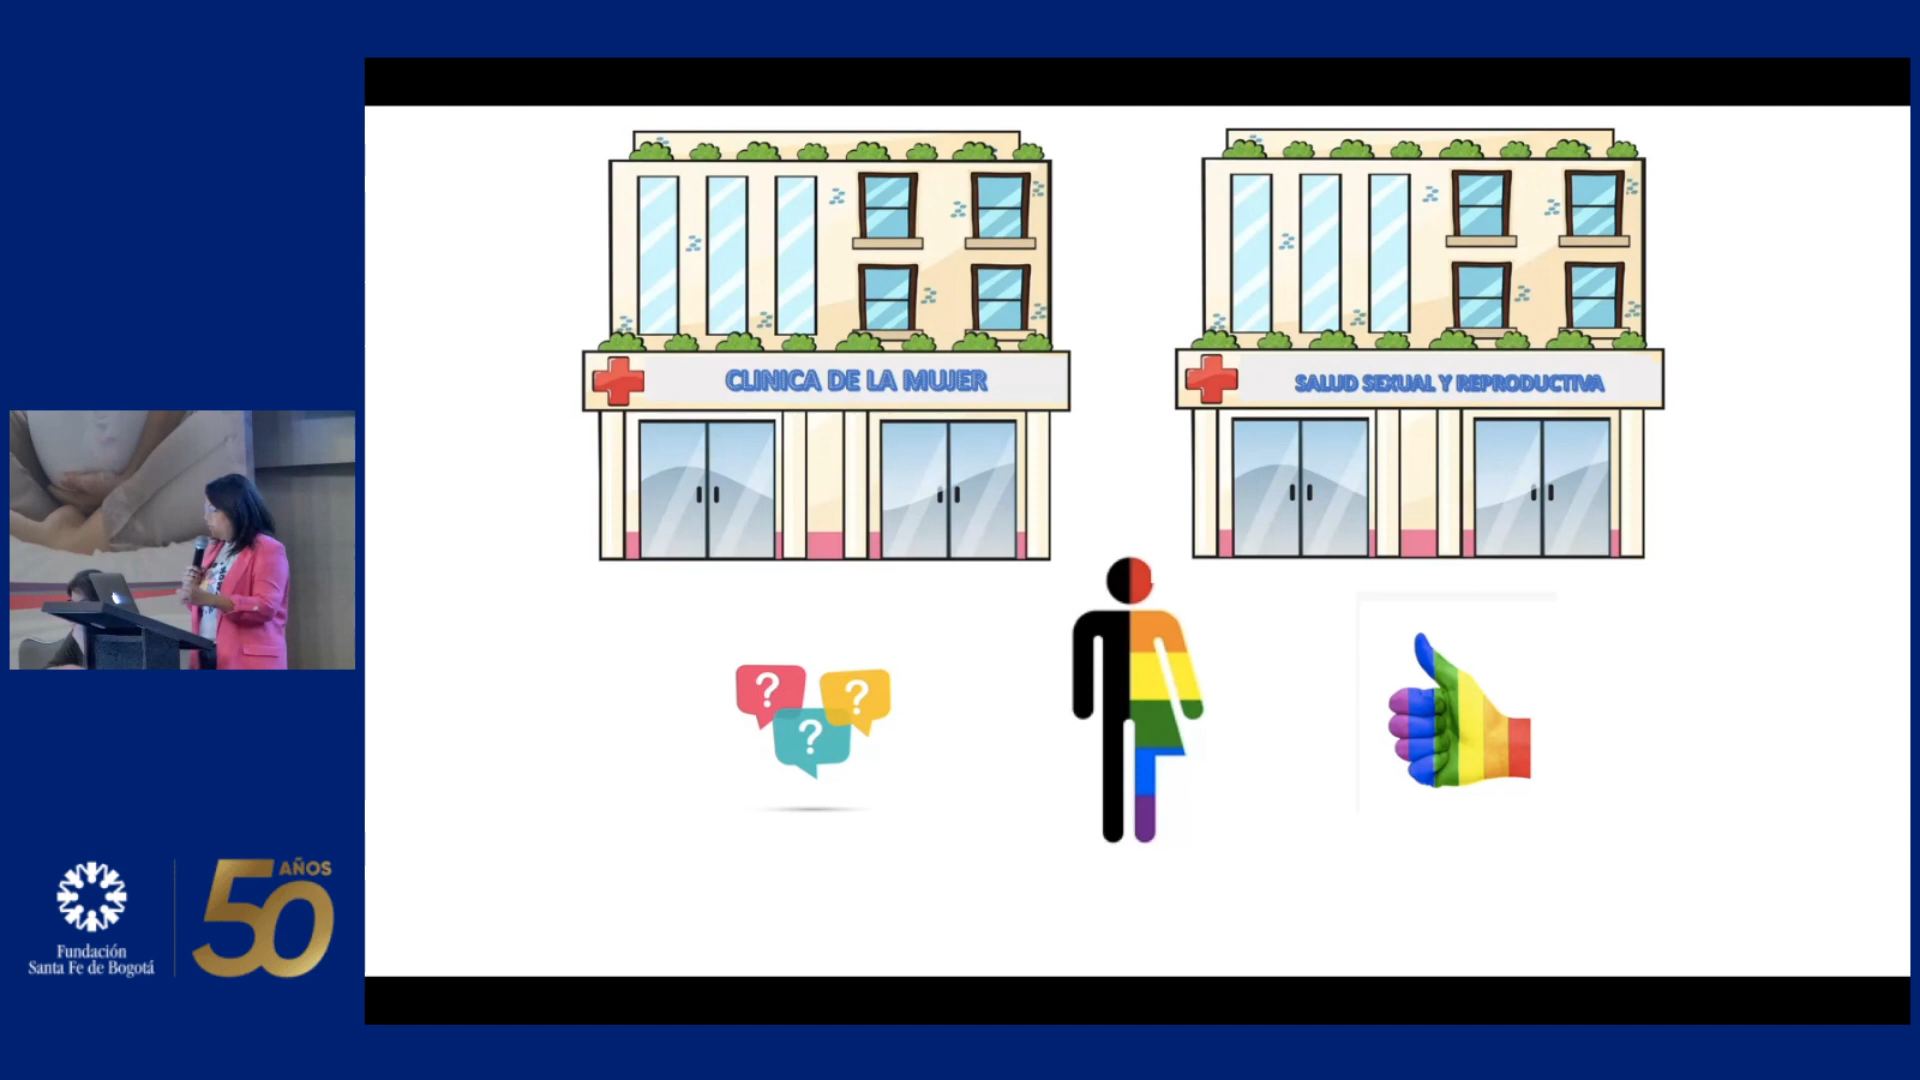 CLINICA DE LA MUJER
SALUD SEXUAL Y REPRODUCTIVA
?
?
?
Fundación
Santa Fe de Bogotá
50 AÑOS